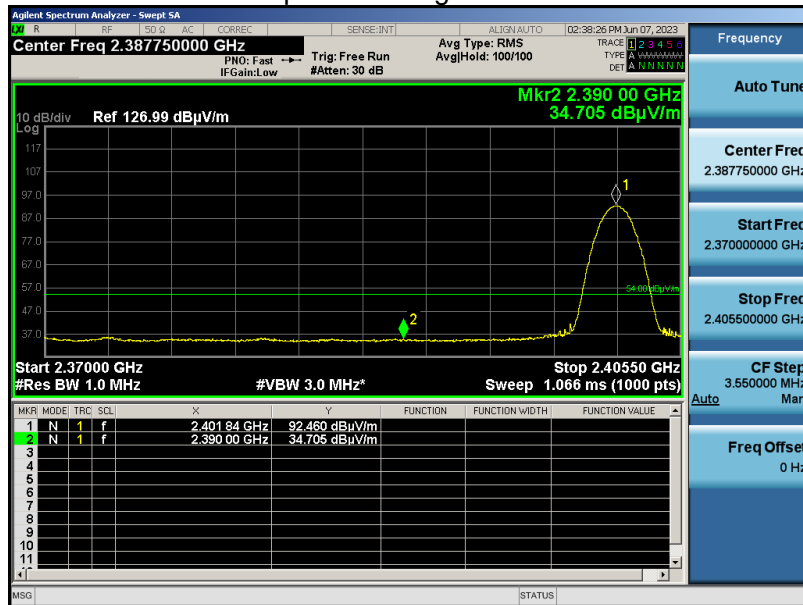 Agilent Spectrum Analyzer - Swept SA
R RF 50 Ω AC CORREC SENSE:INT ALIGN AUTO 02:38:26 PM Jun 07, 2023
Center Freq 2.387750000 GHz
PNO: Fast
IFGain:Low
Trig: Free Run
#Atten: 30 dB
Avg Type: RMS
Avg|Hold: 100/100
TRACE 1 2 3 4 5 6
TYPE A
DET A N N N N N
Frequency
Auto Tune
Center Freq
2.387750000 GHz
Start Freq
2.370000000 GHz
Stop Freq
2.405500000 GHz
CF Step
3.550000 MHz
Auto Man
Freq Offset
0 Hz
Mkr2 2.390 00 GHz
34.705 dBµV/m
10 dB/div Ref 126.99 dBµV/m
Log
117
107
97.0
87.0
77.0
67.0
57.0
47.0
37.0
1
54.00 dBµV/m
2
Start 2.37000 GHz Stop 2.40550 GHz
#Res BW 1.0 MHz #VBW 3.0 MHz* Sweep 1.066 ms (1000 pts)
MKR MODE TRC SCL X Y FUNCTION FUNCTION WIDTH FUNCTION VALUE
1 N 1 f 2.401 84 GHz 92.460 dBµV/m
2 N 1 f 2.390 00 GHz 34.705 dBµV/m
3
4
5
6
7
8
9
10
11
MSG STATUS